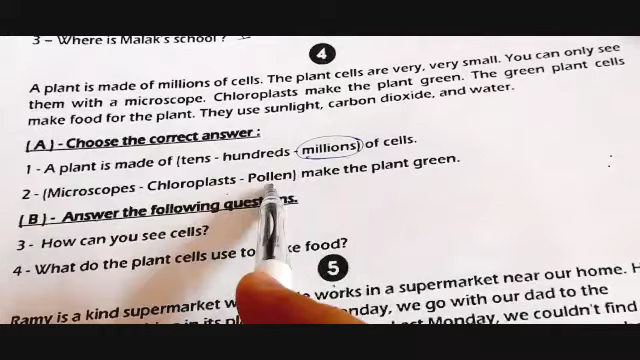 3 – Where is Malak's school ?
4
A plant is made of millions of cells. The plant cells are very, very small. You can only see
them with a microscope. Chloroplasts make the plant green. The green plant cells
make food for the plant. They use sunlight, carbon dioxide, and water.
(A) - Choose the correct answer :
1 - A plant is made of (tens - hundreds - millions) of cells.
2 - (Microscopes - Chloroplasts - Pollen) make the plant green.
(B) - Answer the following questions.
3 - How can you see cells?
4 - What do the plant cells use to food?
5
Ramy is a kind supermarket works in a supermarket near our home.
we go with our dad to the
Monday, we couldn't find